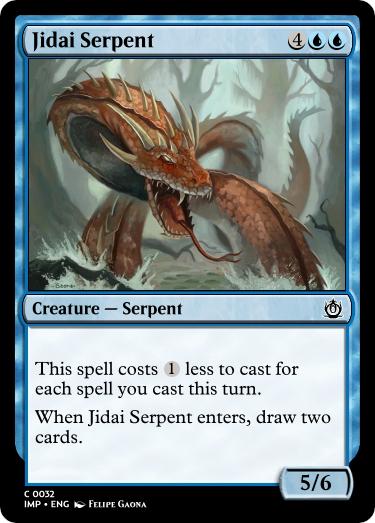 Jidai Serpent 4
Creature — Serpent
This spell costs 1 less to cast for
each spell you cast this turn.
When Jidai Serpent enters, draw two
cards.
5/6
C 0032
IMP • ENG Felipe Gaona